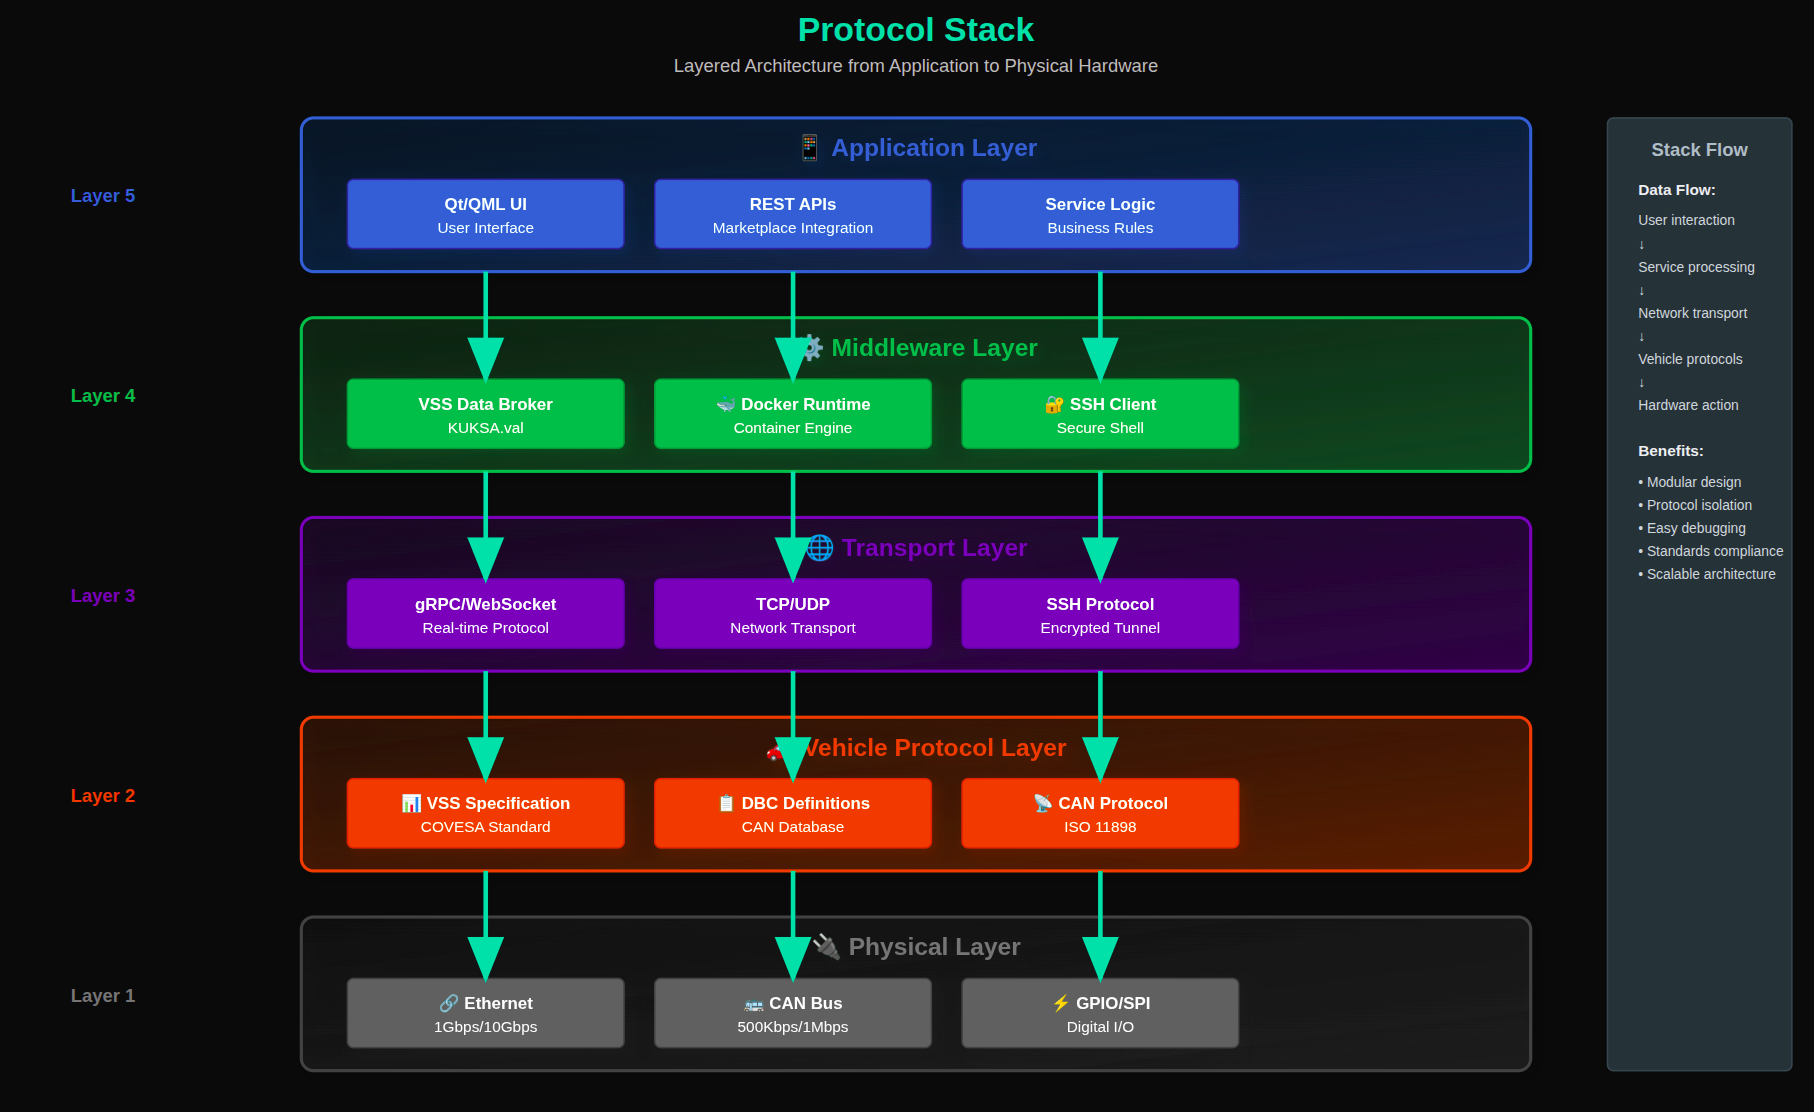 Protocol Stack
Layered Architecture from Application to Physical Hardware
Layer 5
📱 Application Layer
Qt/QML UI
User Interface
REST APIs
Marketplace Integration
Service Logic
Business Rules
Layer 4
⚙️ Middleware Layer
VSS Data Broker
KUKSA.val
🐳 Docker Runtime
Container Engine
🔐 SSH Client
Secure Shell
Layer 3
🌐 Transport Layer
gRPC/WebSocket
Real-time Protocol
TCP/UDP
Network Transport
SSH Protocol
Encrypted Tunnel
Layer 2
🚗 Vehicle Protocol Layer
📊 VSS Specification
COVESA Standard
📋 DBC Definitions
CAN Database
📡 CAN Protocol
ISO 11898
Layer 1
🔌 Physical Layer
🔗 Ethernet
1Gbps/10Gbps
🚌 CAN Bus
500Kbps/1Mbps
⚡ GPIO/SPI
Digital I/O
Stack Flow
Data Flow:
User interaction
↓
Service processing
↓
Network transport
↓
Vehicle protocols
↓
Hardware action
Benefits:
• Modular design
• Protocol isolation
• Easy debugging
• Standards compliance
• Scalable architecture